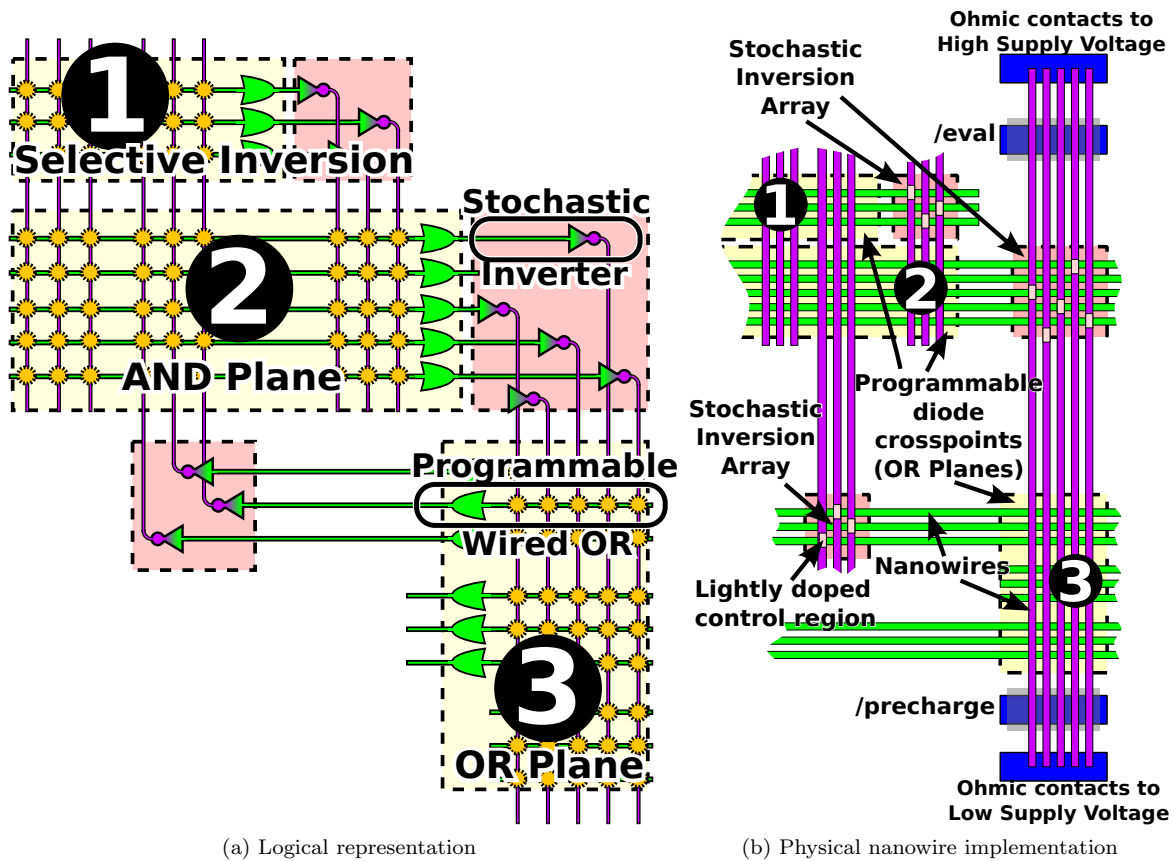 1
Selective Inversion
2
AND Plane
Stochastic
Inverter
Programmable
Wired OR
3
OR Plane
(a) Logical representation
Ohmic contacts to
High Supply Voltage
Stochastic
Inversion
Array
/eval
1
2
Programmable
diode
crosspoints
(OR Planes)
Stochastic
Inversion
Array
Nanowires
3
Lightly doped
control region
/precharge
Ohmic contacts to
Low Supply Voltage
(b) Physical nanowire implementation